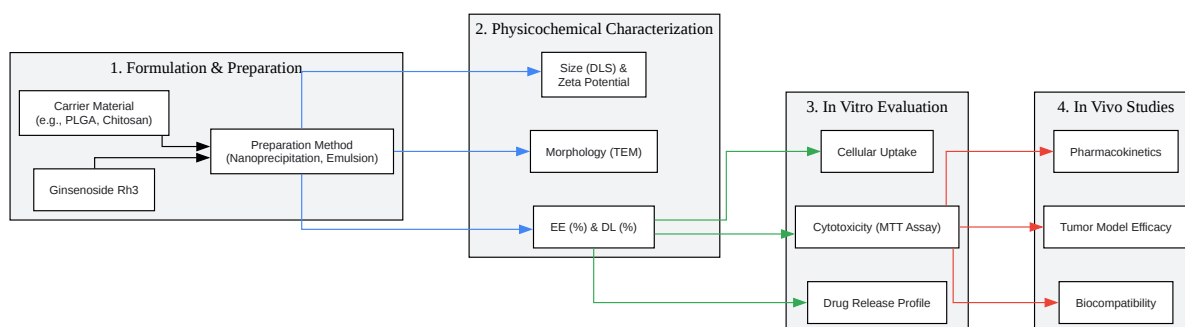 1. Formulation & Preparation
Carrier Material
(e.g., PLGA, Chitosan)
Ginsenoside Rh3
Preparation Method
(Nanoprecipitation, Emulsion)
2. Physicochemical Characterization
Size (DLS) &
Zeta Potential
Morphology (TEM)
EE (%) & DL (%)
3. In Vitro Evaluation
Cellular Uptake
Cytotoxicity (MTT Assay)
Drug Release Profile
4. In Vivo Studies
Pharmacokinetics
Tumor Model Efficacy
Biocompatibility